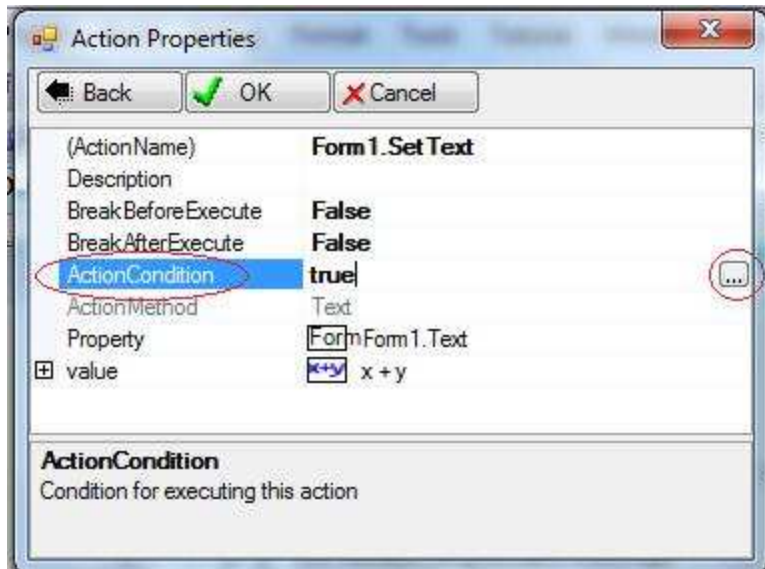 Action Properties
Back OK Cancel
(ActionName) Form1.SetText
Description
BreakBeforeExecute False
BreakAfterExecute False
ActionCondition true ...
ActionMethod Text
Property Form Form1.Text
value x+y x + y
ActionCondition
Condition for executing this action